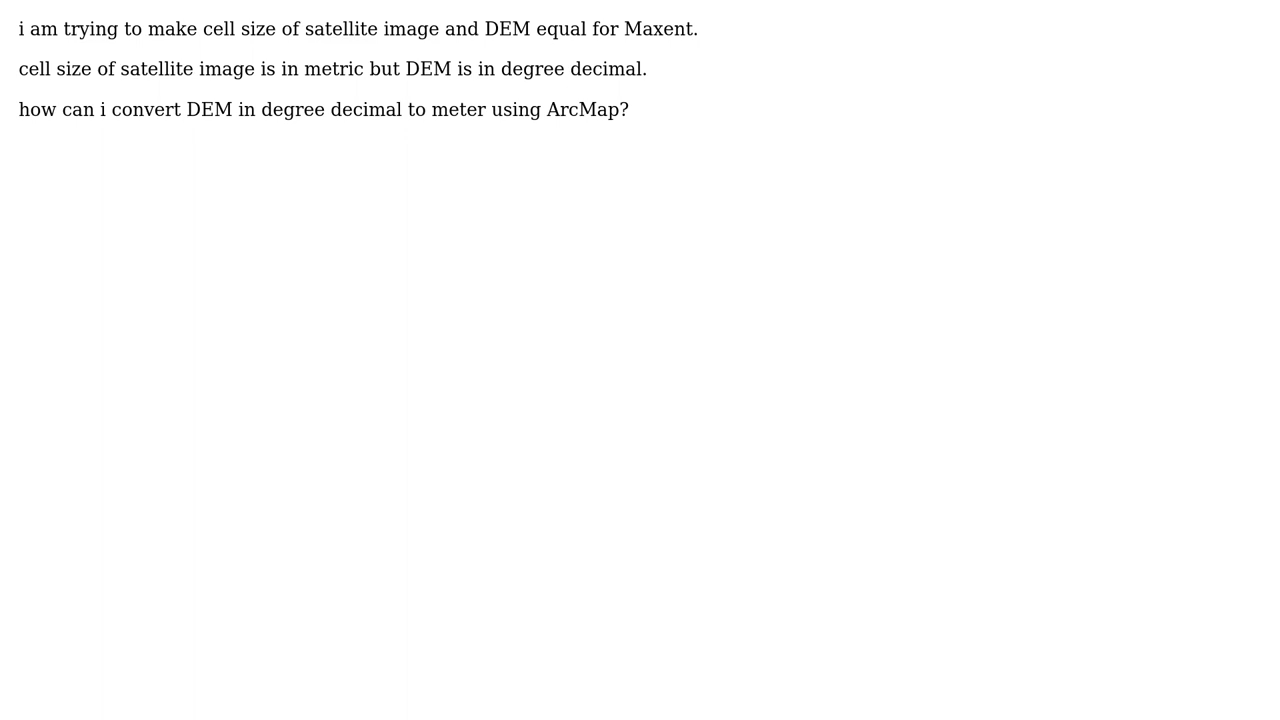 i am trying to make cell size of satellite image and DEM equal for Maxent.
cell size of satellite image is in metric but DEM is in degree decimal.
how can i convert DEM in degree decimal to meter using ArcMap?